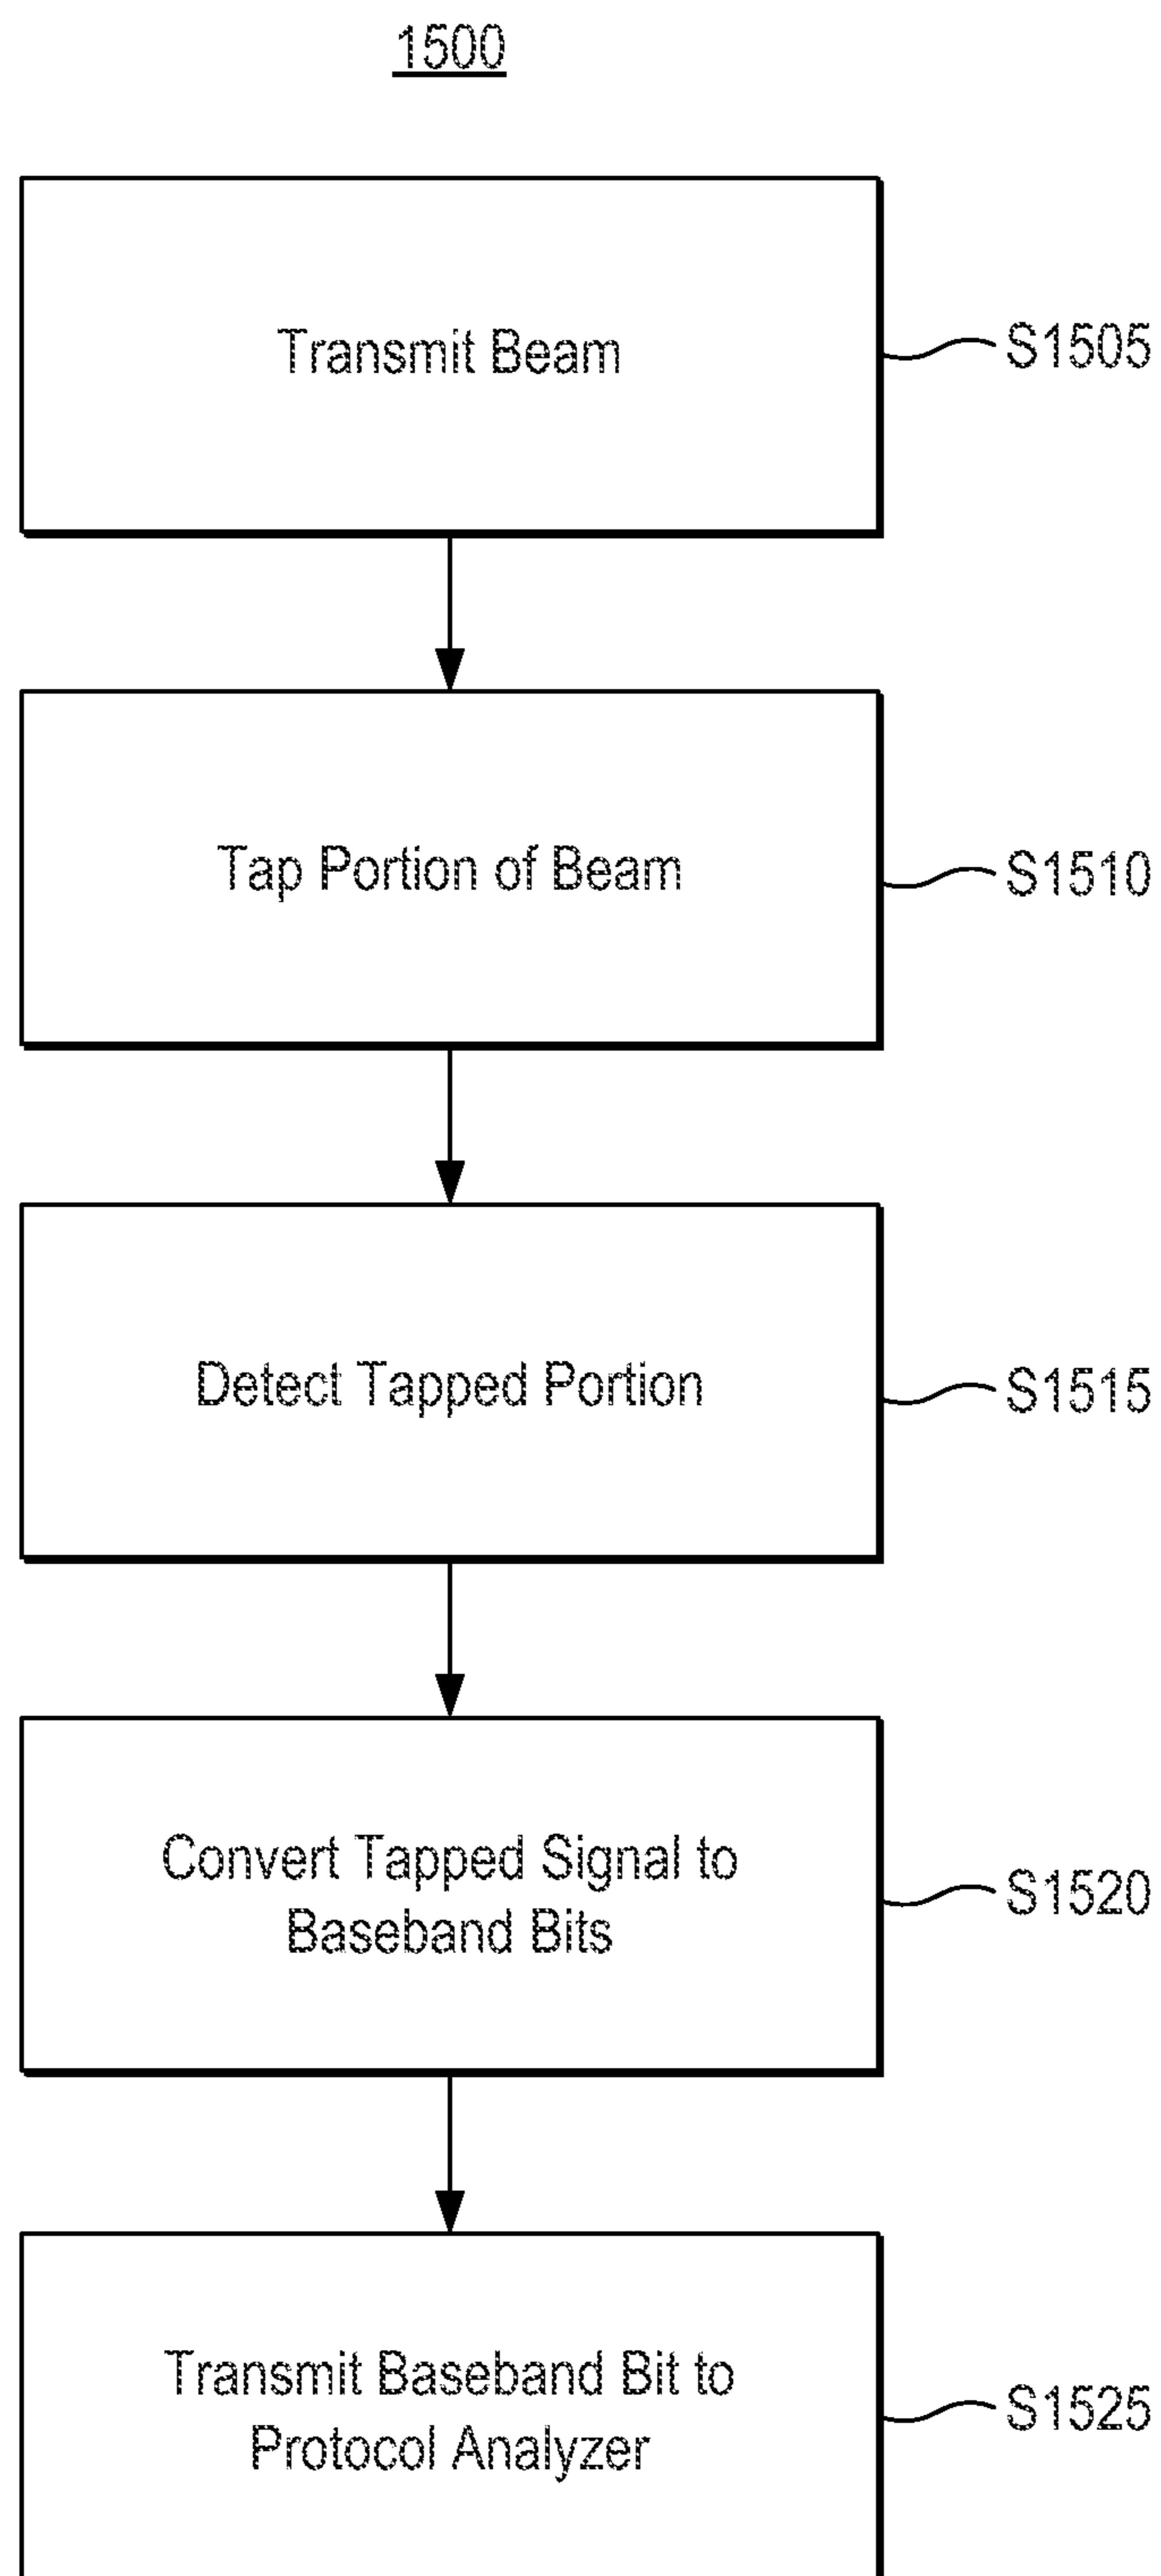 1500
Transmit Beam
S1505
Tap Portion of Beam
S1510
Detect Tapped Portion
S1515
Convert Tapped Signal to
Baseband Bits
S1520
Transmit Baseband Bit to
Protocol Analyzer
S1525